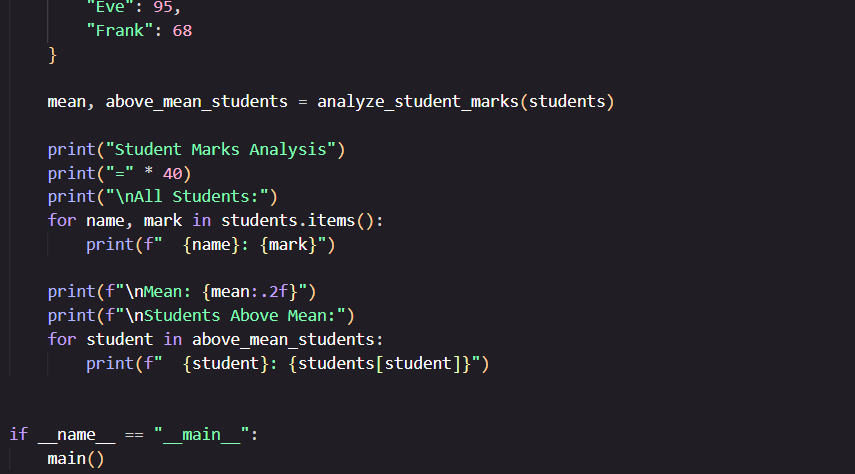 "Eve": 95,
        "Frank": 68
    }

    mean, above_mean_students = analyze_student_marks(students)

    print("Student Marks Analysis")
    print("=" * 40)
    print("\nAll Students:")
    for name, mark in students.items():
        print(f"  {name}: {mark}")

    print(f"\nMean: {mean:.2f}")
    print(f"\nStudents Above Mean:")
    for student in above_mean_students:
        print(f"  {student}: {students[student]}")


if __name__ == "__main__":
    main()